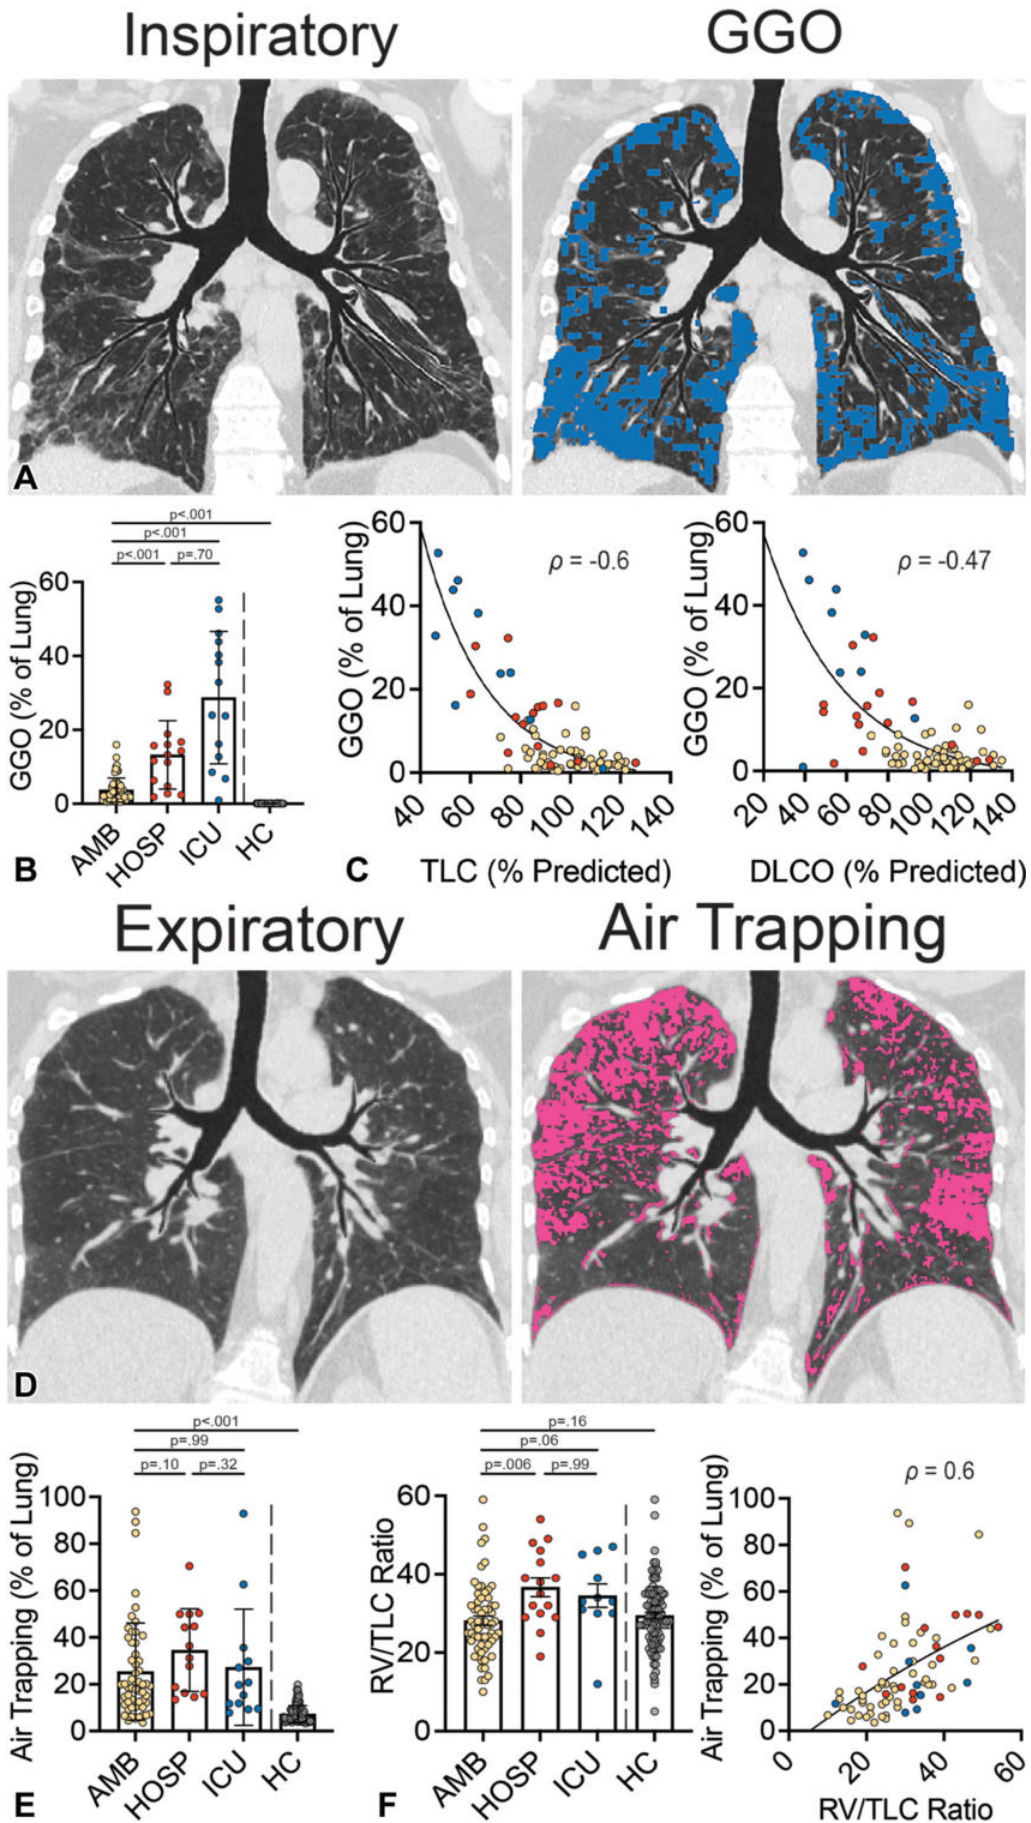 Inspiratory GGO
A
p<.001
p<.001
p<.001 p=.70
GGO (% of Lung)
60
40
20
0
AMB HOSP ICU HC
B
GGO (% of Lung)
60
40
20
0
ρ = -0.6
40 60 80 100 120 140
TLC (% Predicted)
C
GGO (% of Lung)
60
40
20
0
ρ = -0.47
20 40 60 80 100 120 140
DLCO (% Predicted)
Expiratory Air Trapping
D
p<.001
p=.99
p=.10 p=.32
Air Trapping (% of Lung)
100
80
60
40
20
0
AMB HOSP ICU HC
E
p=.16
p=.06
p=.006 p=.99
RV/TLC Ratio
60
40
20
0
AMB HOSP ICU HC
F
Air Trapping (% of Lung)
100
80
60
40
20
0
ρ = 0.6
0 20 40 60
RV/TLC Ratio